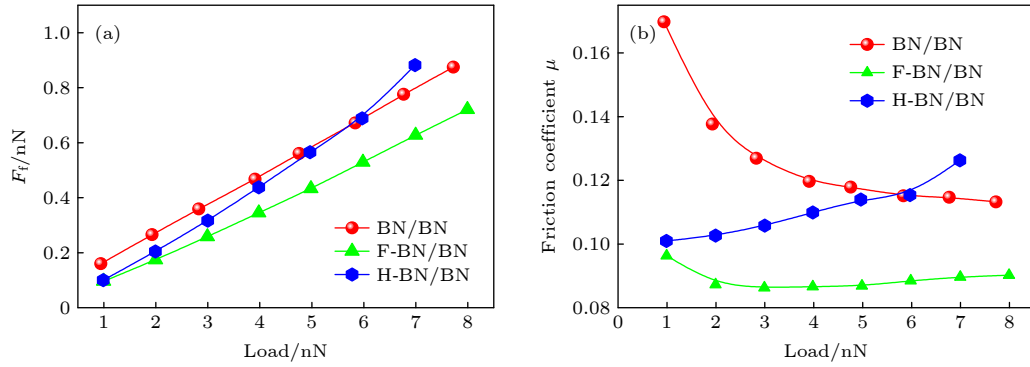 (a)
F_f/nN
1.0
0.8
0.6
0.4
0.2
0
1 2 3 4 5 6 7 8
Load/nN
BN/BN
F-BN/BN
H-BN/BN
(b)
Friction coefficient μ
0.16
0.14
0.12
0.10
0.08
0 1 2 3 4 5 6 7 8
Load/nN
BN/BN
F-BN/BN
H-BN/BN